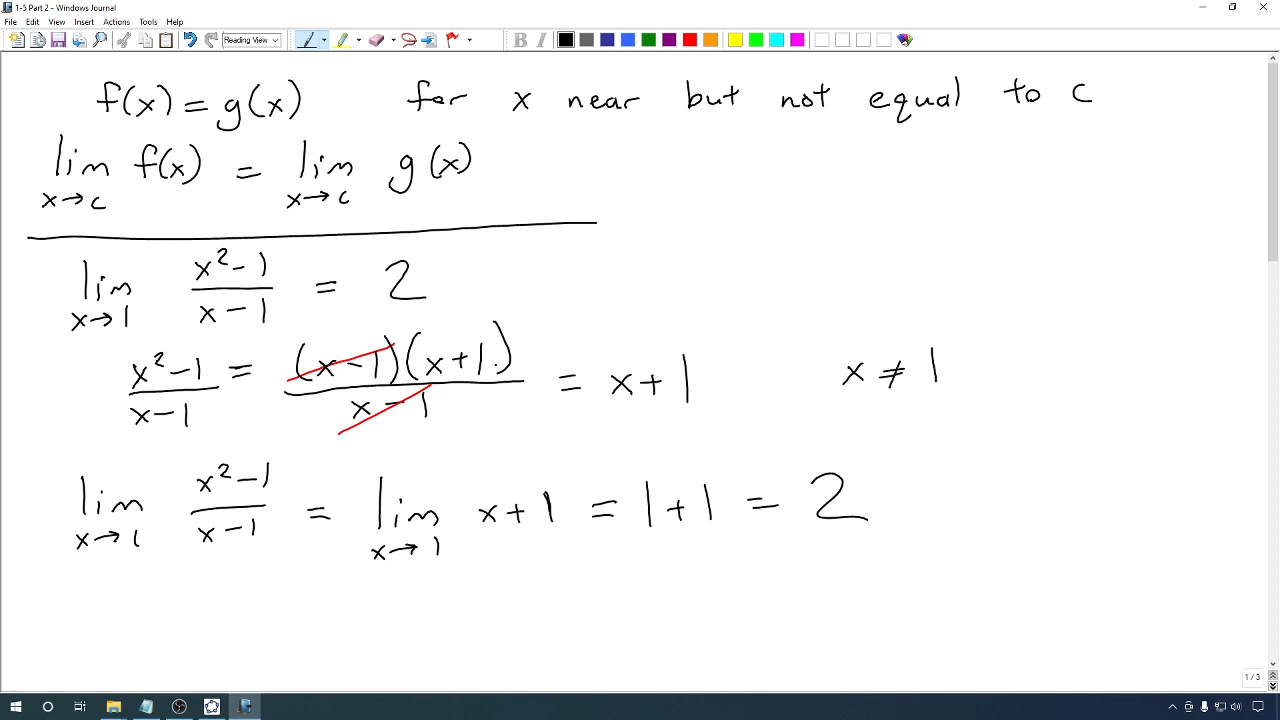 1-5 Part 2 - Windows Journal
File Edit View Insert Actions Tools Help
Reading View B I
f(x) = g(x) for x near but not equal to c
lim x→c f(x) = lim x→c g(x)
lim x→1 (x²-1)/(x-1) = 2
(x²-1)/(x-1) = (x-1)(x+1.)/(x-1) = x+1 x ≠ 1
lim x→1 (x²-1)/(x-1) = lim x→1 x+1 = 1+1 = 2
1 / 3